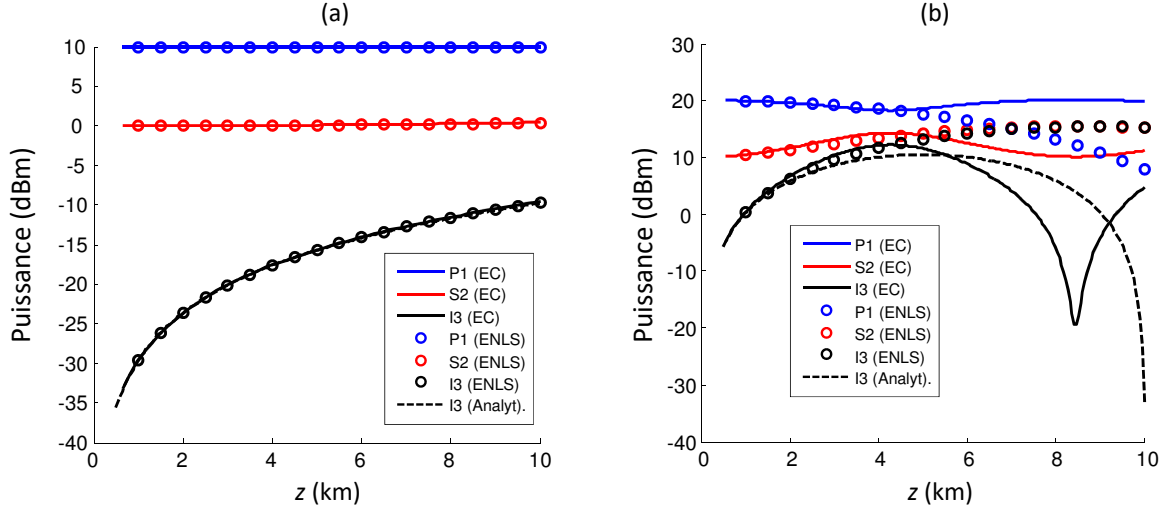 (a)
Puissance (dBm)
10
5
0
-5
-10
-15
-20
-25
-30
-35
-40
0 2 4 6 8 10
z (km)
P1 (EC)
S2 (EC)
I3 (EC)
P1 (ENLS)
S2 (ENLS)
I3 (ENLS)
I3 (Analyt).
(b)
Puissance (dBm)
30
20
10
0
-10
-20
-30
-40
0 2 4 6 8 10
z (km)
P1 (EC)
S2 (EC)
I3 (EC)
P1 (ENLS)
S2 (ENLS)
I3 (ENLS)
I3 (Analyt).